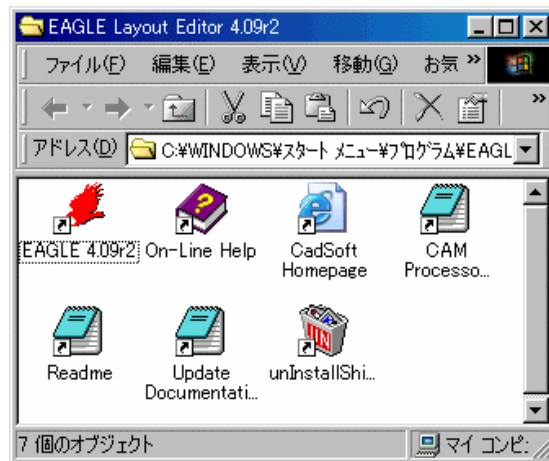 EAGLE Layout Editor 4.09r2
ファイル(F) 編集(E) 表示(V) 移動(G) お気 »
»
アドレス(D) C:¥WINDOWS¥スタート メニュー¥プログラム¥EAGL
EAGLE 4.09r2 On-Line Help CadSoft Homepage CAM Processo...
Readme Update Documentati... unInstallShi...
7 個のオブジェクト マイ コンピ: